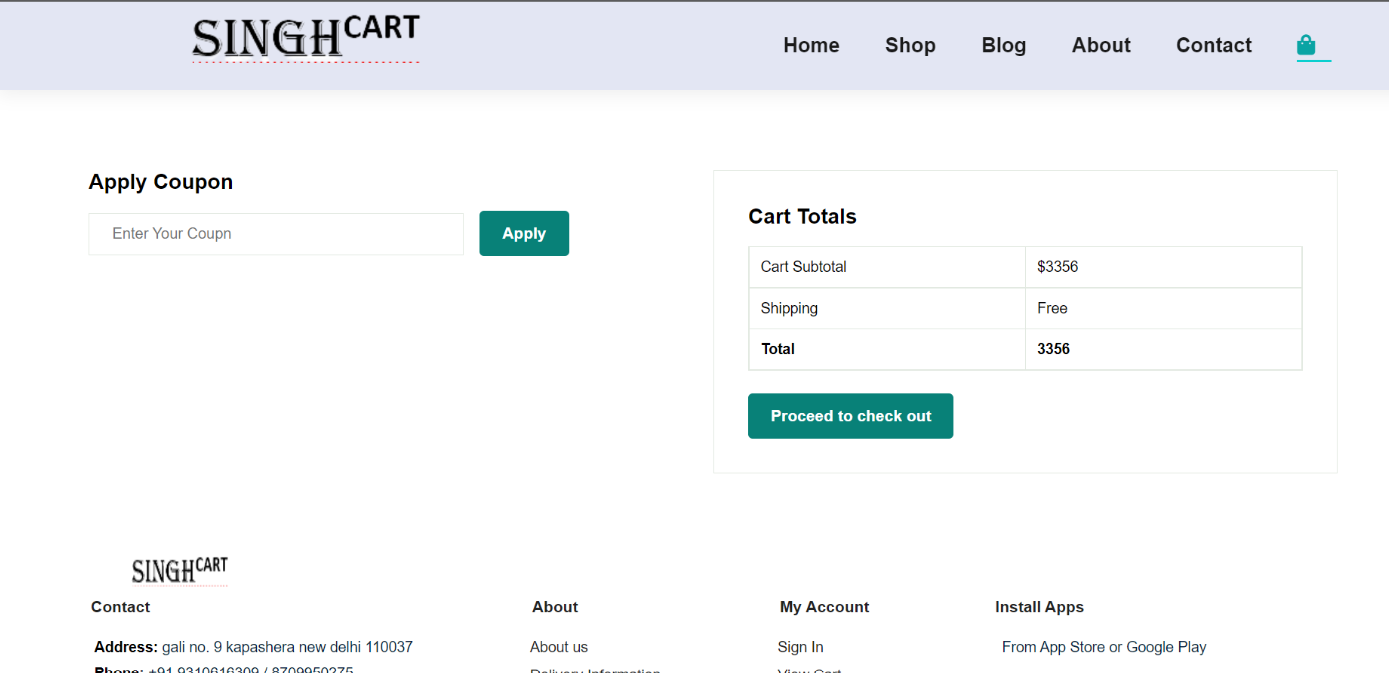 SINGHCART
Home Shop Blog About Contact
Apply Coupon
Enter Your Coupn
Apply
Cart Totals
Cart Subtotal $3356
Shipping Free
Total 3356
Proceed to check out
SINGHCART
Contact
Address: gali no. 9 kapashera new delhi 110037
Phone: +91 9310616309 / 8709950275
About
About us
Delivery Information
My Account
Sign In
View Cart
Install Apps
From App Store or Google Play